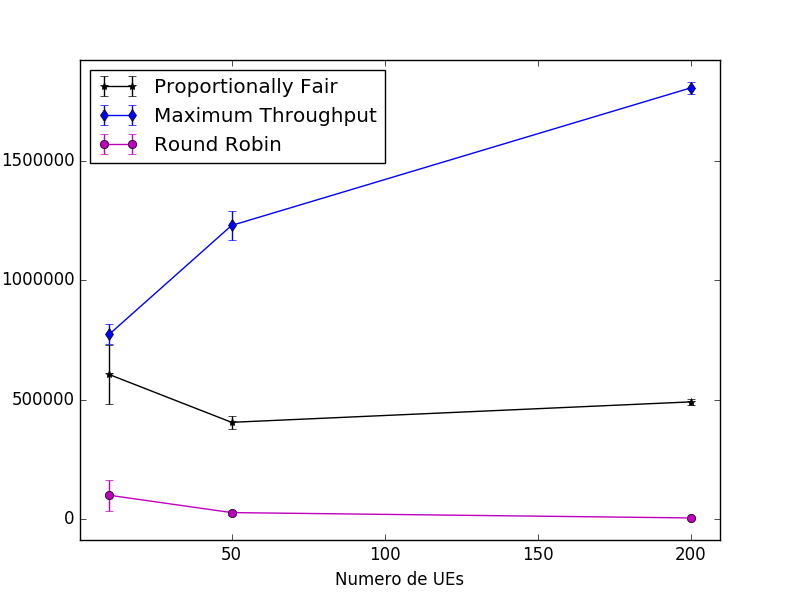 Proportionally Fair
Maximum Throughput
Round Robin
1500000
1000000
500000
0
50 100 150 200
Numero de UEs